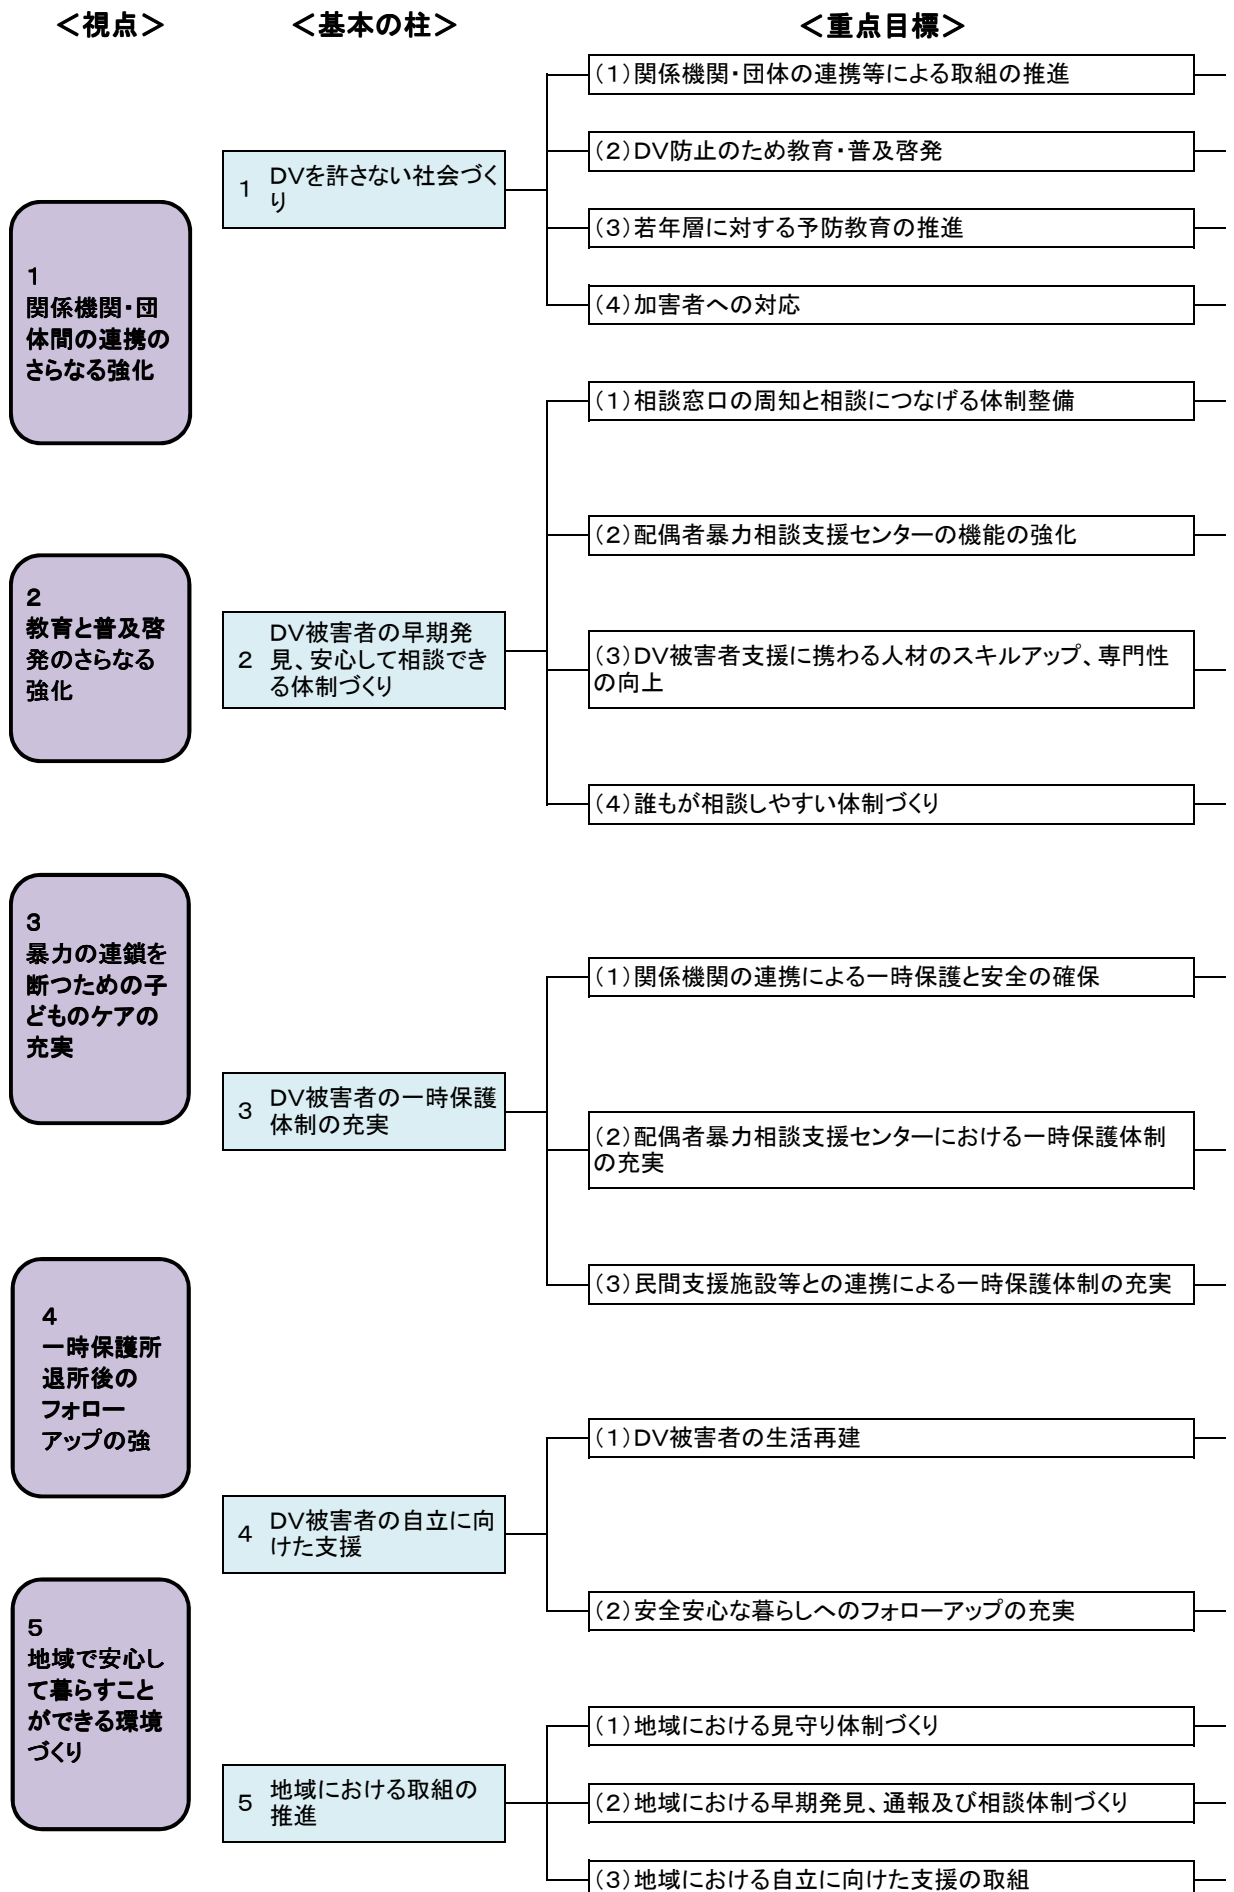 ＜視点＞
＜基本の柱＞
＜重点目標＞
1
関係機関・団
体間の連携の
さらなる強化
2
教育と普及啓
発のさらなる
強化
3
暴力の連鎖を
断つための子
どものケアの
充実
4
一時保護所
退所後の
フォロー
アップの強
5
地域で安心し
て暮らすこと
ができる環境
づくり
1 DVを許さない社会づく
り
（1）関係機関・団体の連携等による取組の推進
（2）DV防止のため教育・普及啓発
（3）若年層に対する予防教育の推進
（4）加害者への対応
2 DV被害者の早期発
見、安心して相談でき
る体制づくり
（1）相談窓口の周知と相談につなげる体制整備
（2）配偶者暴力相談支援センターの機能の強化
（3）DV被害者支援に携わる人材のスキルアップ、専門性
の向上
（4）誰もが相談しやすい体制づくり
3 DV被害者の一時保護
体制の充実
（1）関係機関の連携による一時保護と安全の確保
（2）配偶者暴力相談支援センターにおける一時保護体制
の充実
（3）民間支援施設等との連携による一時保護体制の充実
4 DV被害者の自立に向
けた支援
（1）DV被害者の生活再建
（2）安全安心な暮らしへのフォローアップの充実
5 地域における取組の
推進
（1）地域における見守り体制づくり
（2）地域における早期発見、通報及び相談体制づくり
（3）地域における自立に向けた支援の取組